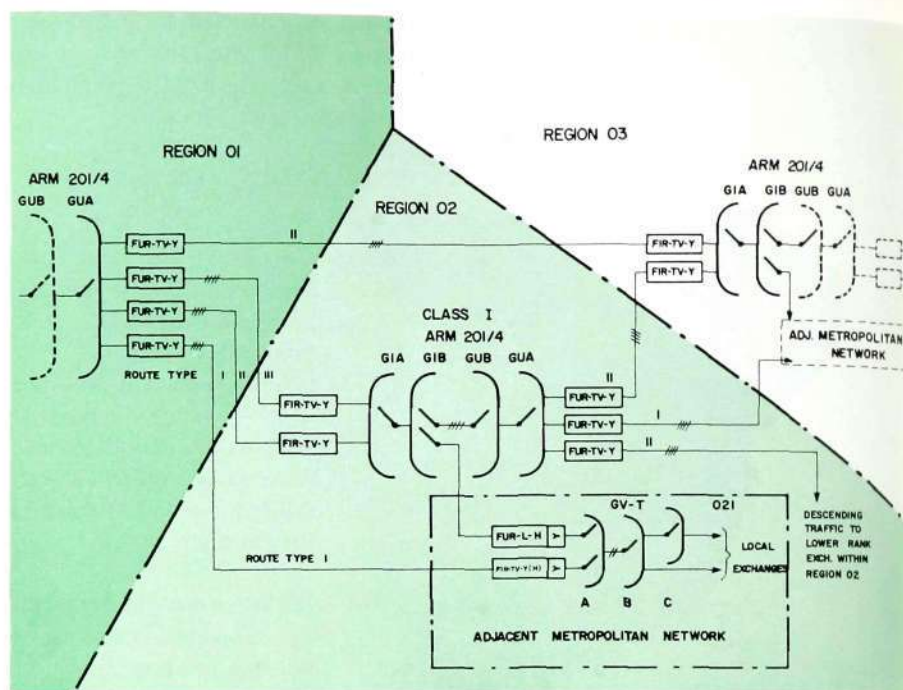 REGION 01
ARM 201/4
GUB GUA
FUR-TV-Y
II
FUR-TV-Y
FUR-TV-Y
FUR-TV-Y
ROUTE TYPE I II III
REGION 02
CLASS I
ARM 201/4
GIA GIB GUB GUA
FIR-TV-Y
FIR-TV-Y
FUR-TV-Y
II
FUR-TV-Y
I
FUR-TV-Y
II
REGION 03
ARM 201/4
GIA GIB GUB GUA
FIR-TV-Y
FIR-TV-Y
ADJ. METROPOLITAN
NETWORK
DESCENDING
TRAFFIC TO
LOWER RANK
EXCH. WITHIN
REGION 02
GV-T 021
FUR-L-H Y
FIR-TV-Y(H) Y
ROUTE TYPE I
LOCAL
EXCHANGES
A B C
ADJACENT METROPOLITAN NETWORK